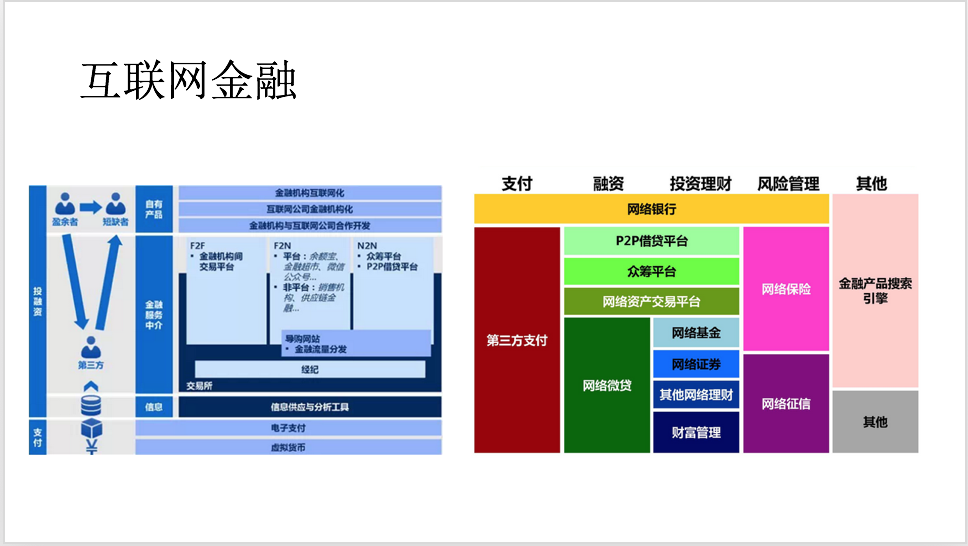 互联网金融
盈余者
短缺者
第三方
投融资
支付
自有
产品
金融机构互联网化
互联网公司金融机构化
金融机构与互联网公司合作开发
金融
服务
中介
F2F
• 金融机构间
交易平台
F2N
• 平台：余额宝、
金融超市、微信
公众号...
• 非平台：销售机
构、供应链金
融...
N2N
• 众筹平台
• P2P借贷平台
导购网站
• 金融流量分发
经纪
交易所
信息
信息供应与分析工具
电子支付
虚拟货币
支付
融资
投资理财
风险管理
其他
网络银行
第三方支付
P2P借贷平台
众筹平台
网络资产交易平台
网络微贷
网络基金
网络证券
其他网络理财
财富管理
网络保险
网络征信
金融产品搜索
引擎
其他